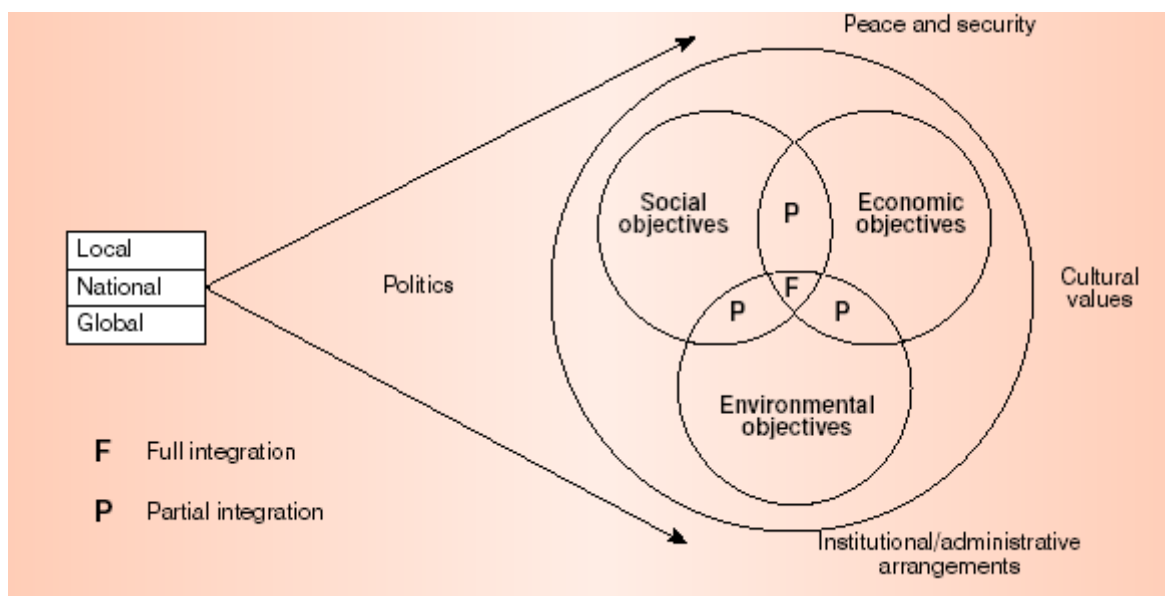 Peace and security
Social
objectives
P
Economic
objectives
Local
National
Global
Politics
F
P
P
Cultural
values
Environmental
objectives
F Full integration
P Partial integration
Institutional/administrative
arrangements